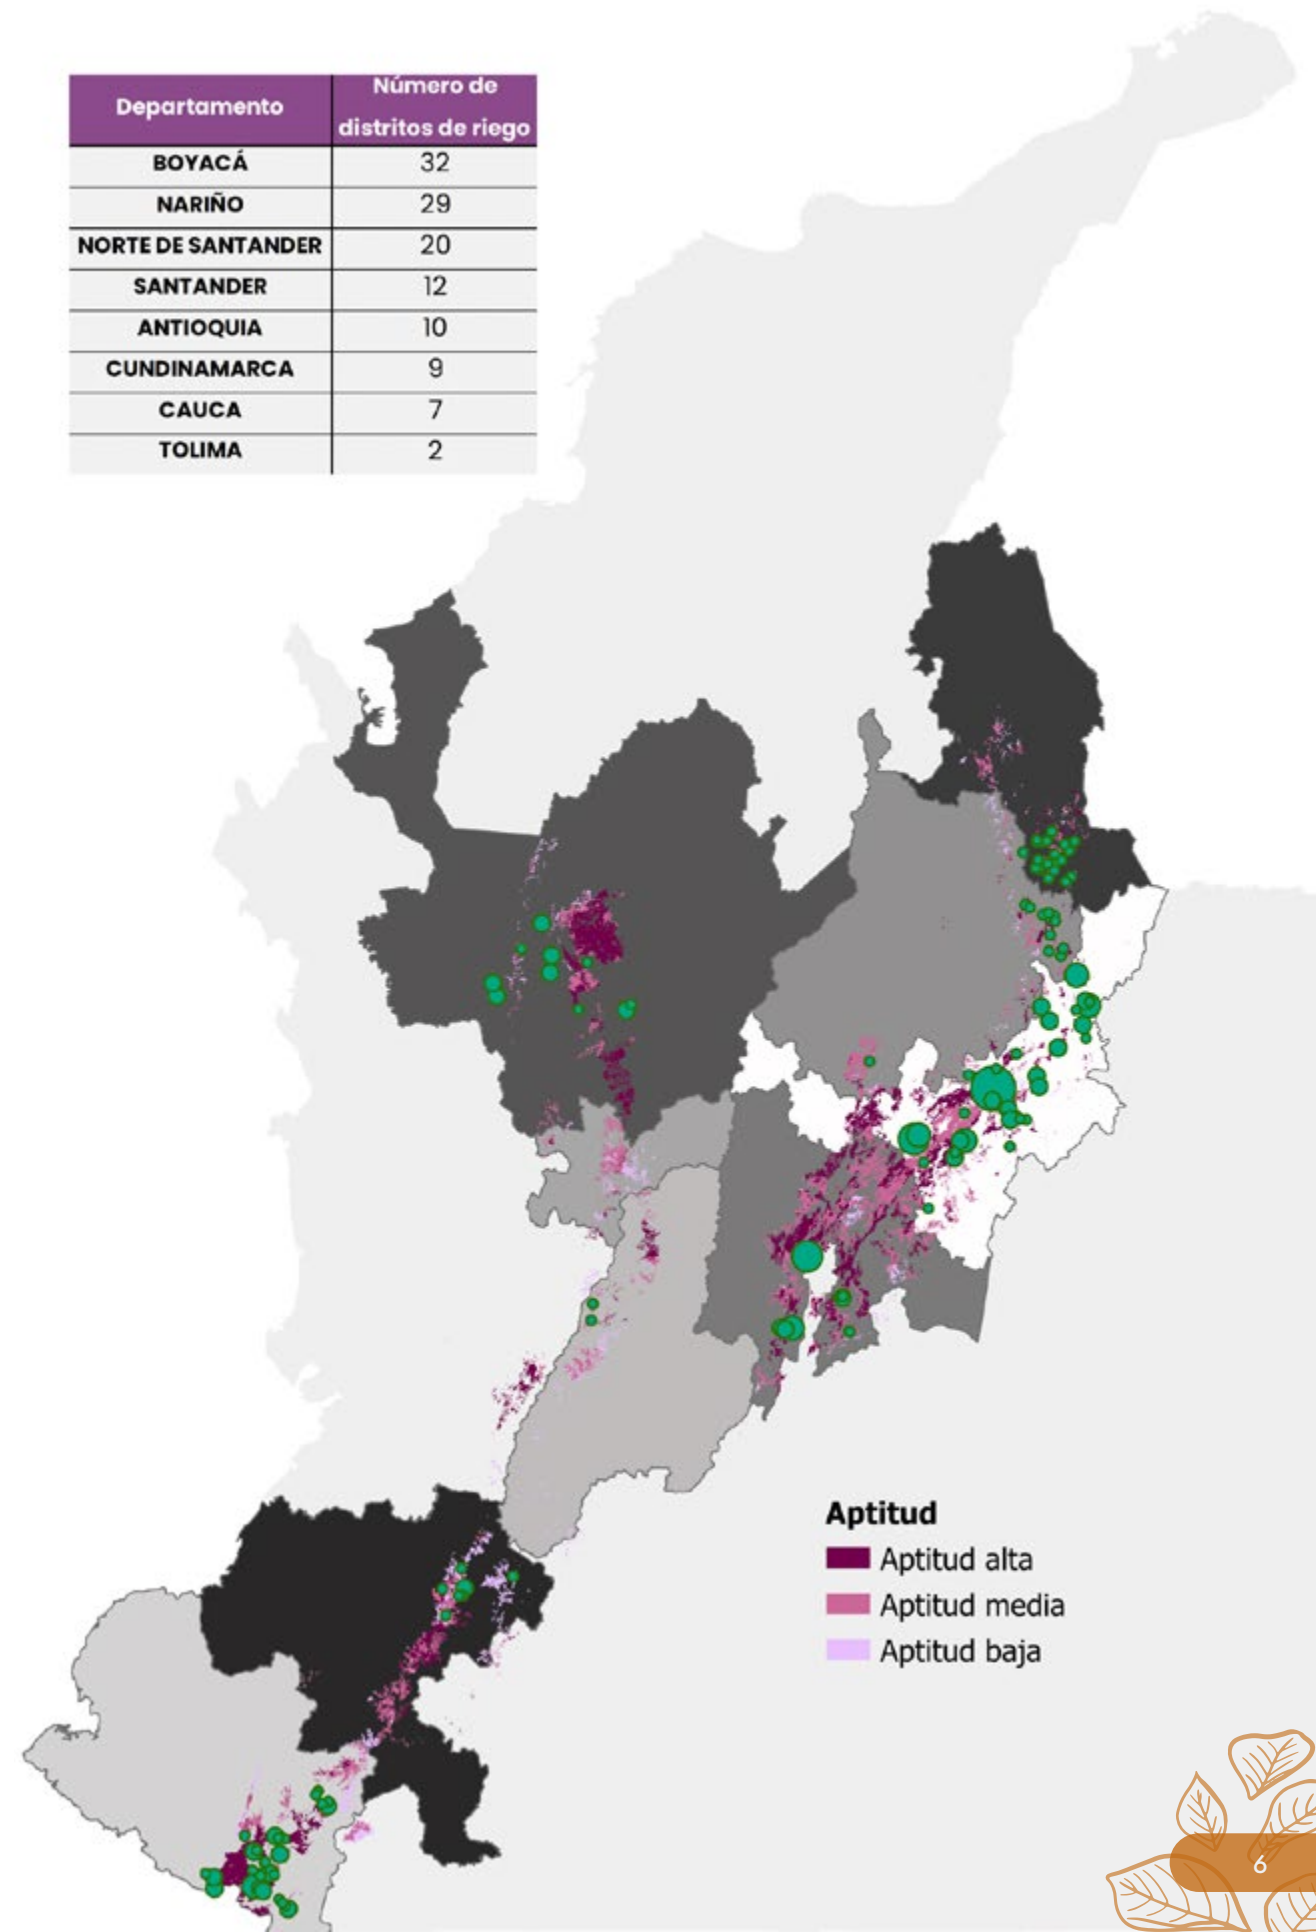 Departamento
Número de
distritos de riego
BOYACÁ 32
NARIÑO 29
NORTE DE SANTANDER 20
SANTANDER 12
ANTIOQUIA 10
CUNDINAMARCA 9
CAUCA 7
TOLIMA 2
Aptitud
Aptitud alta
Aptitud media
Aptitud baja
6